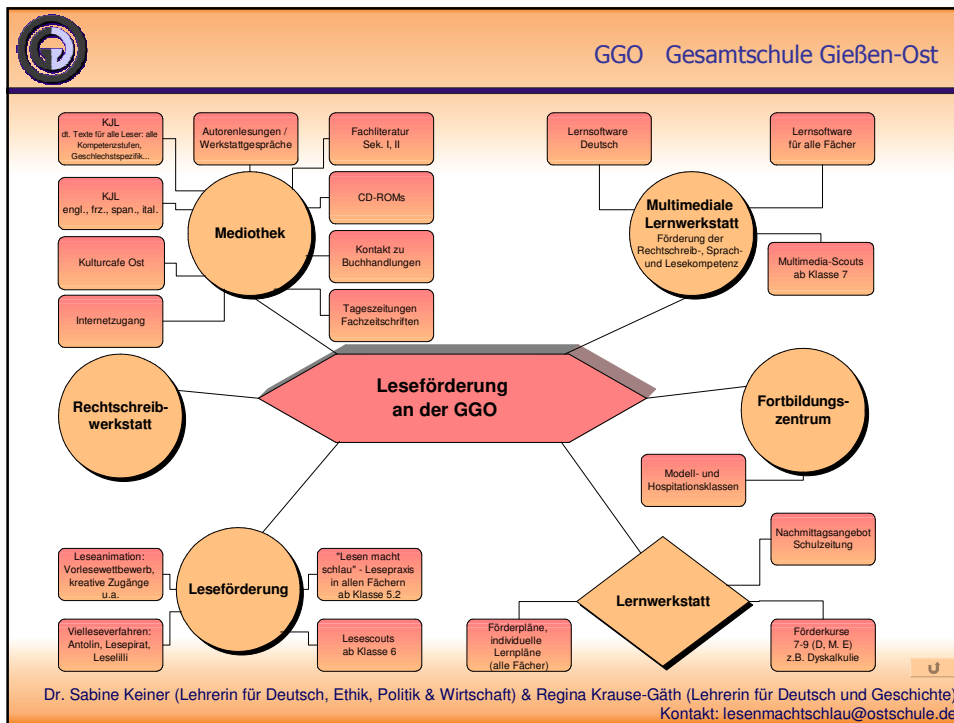 GGO Gesamtschule Gießen-Ost
KJL
dt. Texte für alle Leser: alle
Kompetenzstufen,
Geschlechstspezifik...
Autorenlesungen /
Werkstattgespräche
Fachliteratur
Sek. I, II
KJL
engl., frz., span., ital.
CD-ROMs
Mediothek
Kulturcafe Ost
Kontakt zu
Buchhandlungen
Internetzugang
Tageszeitungen
Fachzeitschriften
Lernsoftware
Deutsch
Lernsoftware
für alle Fächer
Multimediale
Lernwerkstatt
Förderung der
Rechtschreib-, Sprach-
und Lesekompetenz
Multimedia-Scouts
ab Klasse 7
Rechtschreib-
werkstatt
Leseförderung
an der GGO
Fortbildungs-
zentrum
Modell- und
Hospitationsklassen
Leseanimation:
Vorlesewettbewerb,
kreative Zugänge
u.a.
Leseförderung
"Lesen macht
schlau" - Lesepraxis
in allen Fächern
ab Klasse 5.2
Vielleseverfahren:
Antolin, Lesepirat,
Leselilli
Lesescouts
ab Klasse 6
Nachmittagsangebot
Schulzeitung
Lernwerkstatt
Förderpläne,
individuelle
Lernpläne
(alle Fächer)
Förderkurse
7-9 (D, M. E)
z.B. Dyskalkulie
Dr. Sabine Keiner (Lehrerin für Deutsch, Ethik, Politik & Wirtschaft) & Regina Krause-Gäth (Lehrerin für Deutsch und Geschichte)
Kontakt: lesenmachtschlau@ostschule.de